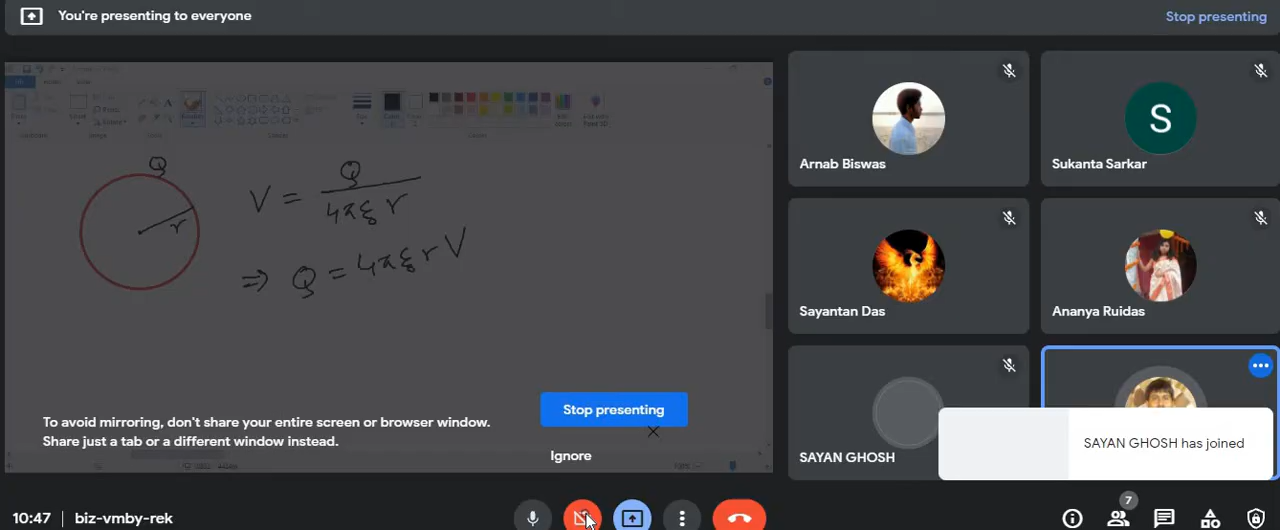 You're presenting to everyone
Stop presenting
Q
r
V = Q / 4πξ r
⇒ Q = 4πξ r V
To avoid mirroring, don't share your entire screen or browser window.
Share just a tab or a different window instead.
Stop presenting
Ignore
Arnab Biswas
S
Sukanta Sarkar
Sayantan Das
Ananya Ruidas
SAYAN GHOSH
SAYAN GHOSH has joined
10:47 | biz-vmby-rek
7